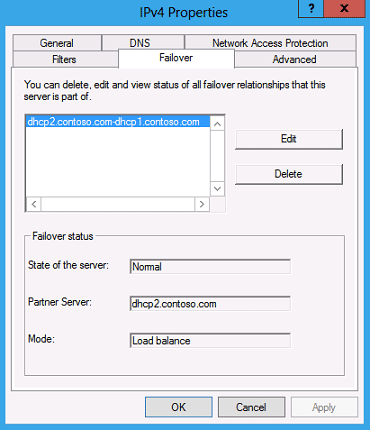 IPv4 Properties
?
x
General
DNS
Network Access Protection
Filters
Failover
Advanced
You can delete, edit and view status of all failover relationships that this
server is part of.
dhcp2.contoso.com-dhcp1.contoso.com
Edit
Delete
Failover status
State of the server:
Normal
Partner Server:
dhcp2.contoso.com
Mode:
Load balance
OK
Cancel
Apply